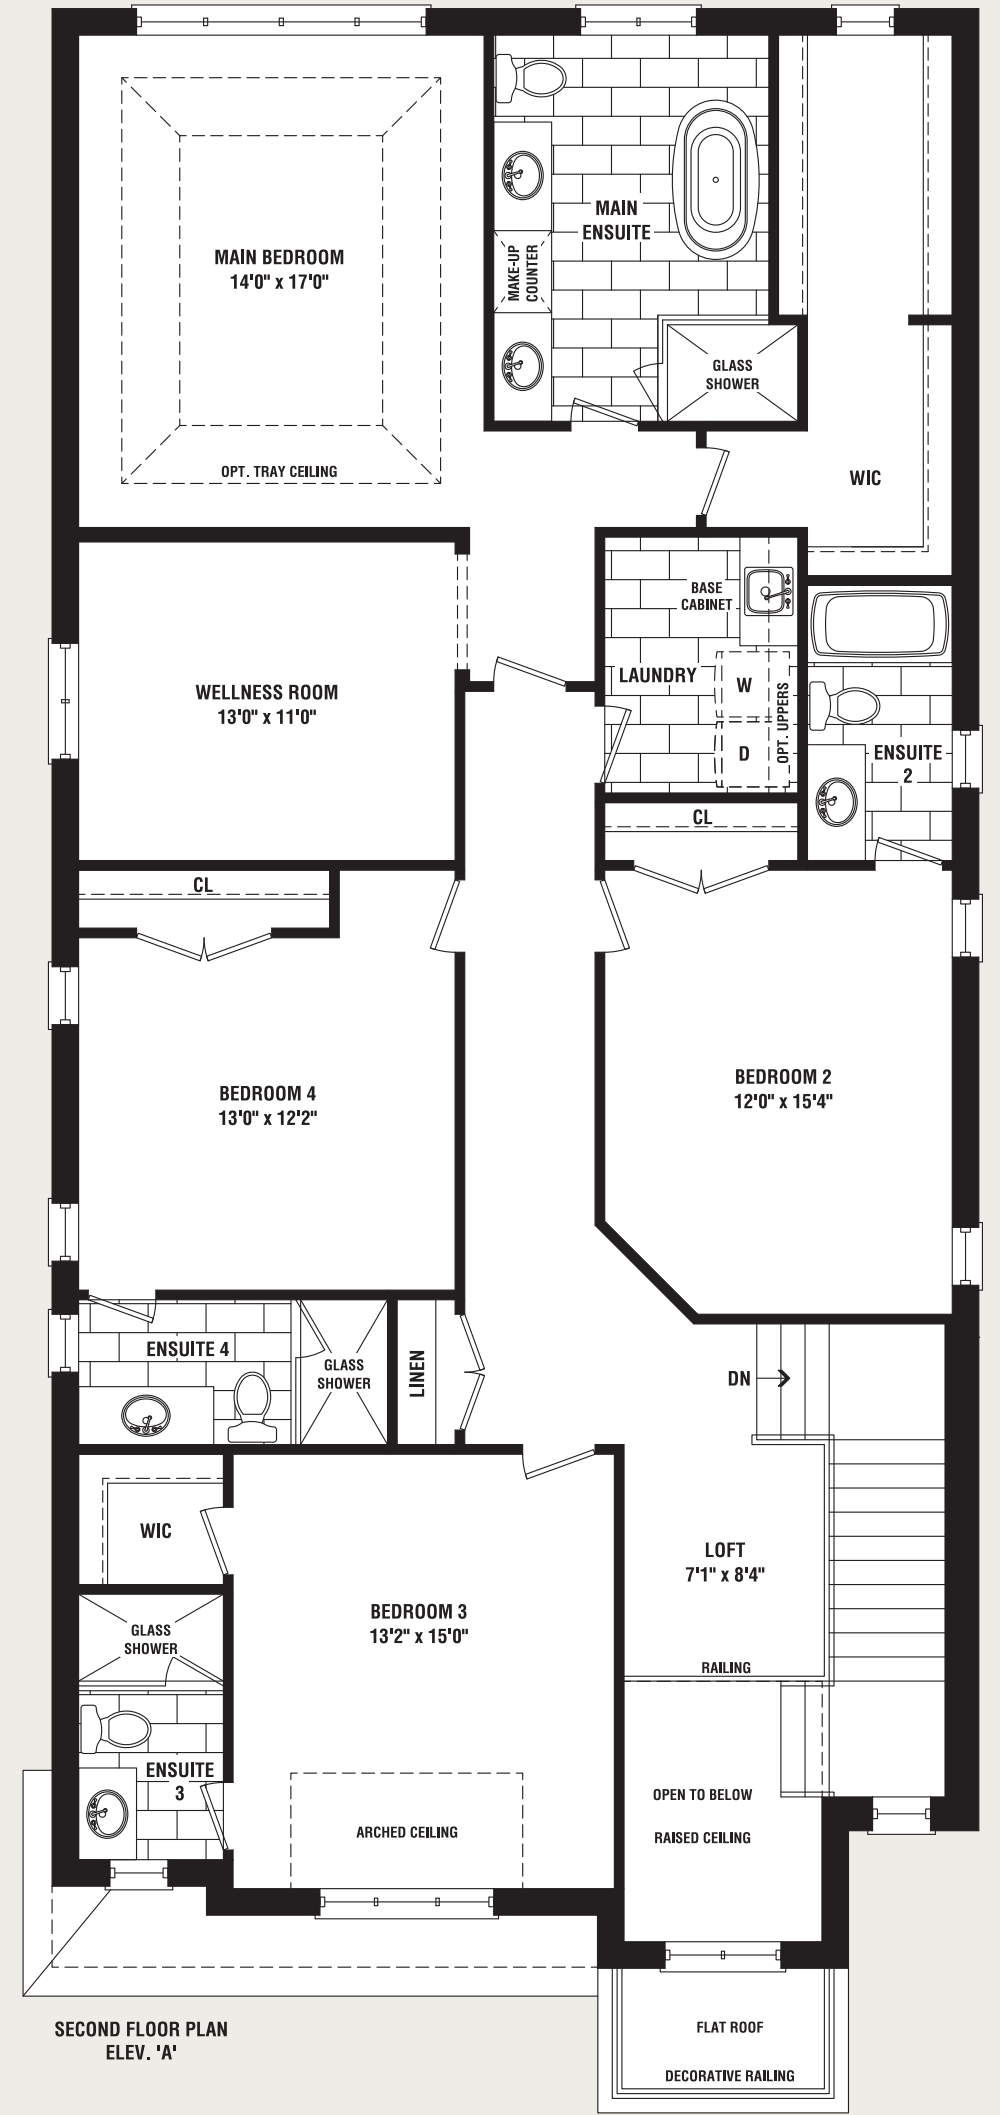 MAIN
ENSUITE
MAIN BEDROOM
14'0" x 17'0"
MAKE-UP
COUNTER
GLASS
SHOWER
OPT. TRAY CEILING
WIC
BASE
CABINET
LAUNDRY
W
D
OPT. UPPERS
WELLNESS ROOM
13'0" x 11'0"
ENSUITE
2
CL
CL
BEDROOM 2
12'0" x 15'4"
BEDROOM 4
13'0" x 12'2"
ENSUITE 4
GLASS
SHOWER
LINEN
DN
WIC
LOFT
7'1" x 8'4"
BEDROOM 3
13'2" x 15'0"
GLASS
SHOWER
RAILING
ENSUITE
3
OPEN TO BELOW
ARCHED CEILING
RAISED CEILING
SECOND FLOOR PLAN
ELEV. 'A'
FLAT ROOF
DECORATIVE RAILING